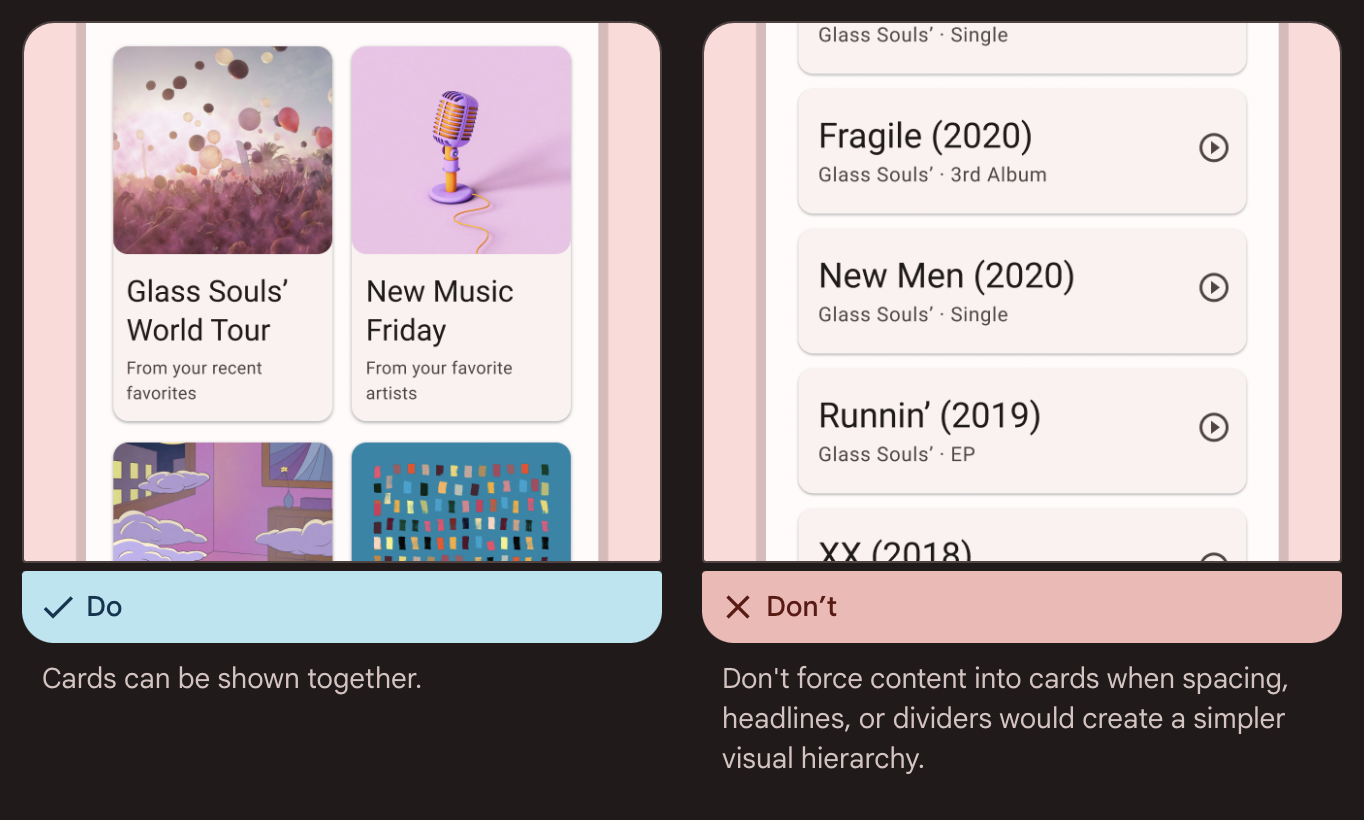 Glass Souls’
World Tour
From your recent
favorites
New Music
Friday
From your favorite
artists
Do
Cards can be shown together.
Glass Souls’ · Single
Fragile (2020)
Glass Souls’ · 3rd Album
New Men (2020)
Glass Souls’ · Single
Runnin’ (2019)
Glass Souls’ · EP
XX (2018)
Don’t
Don't force content into cards when spacing,
headlines, or dividers would create a simpler
visual hierarchy.